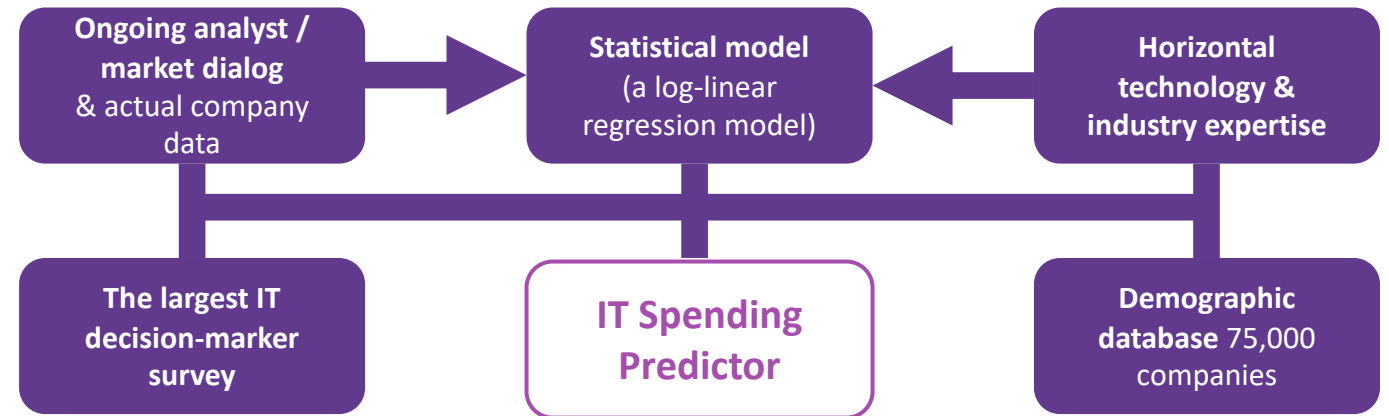 Ongoing analyst /
market dialog
& actual company
data
Statistical model
(a log-linear
regression model)
Horizontal
technology &
industry expertise
The largest IT
decision-marker
survey
IT Spending
Predictor
Demographic
database 75,000
companies